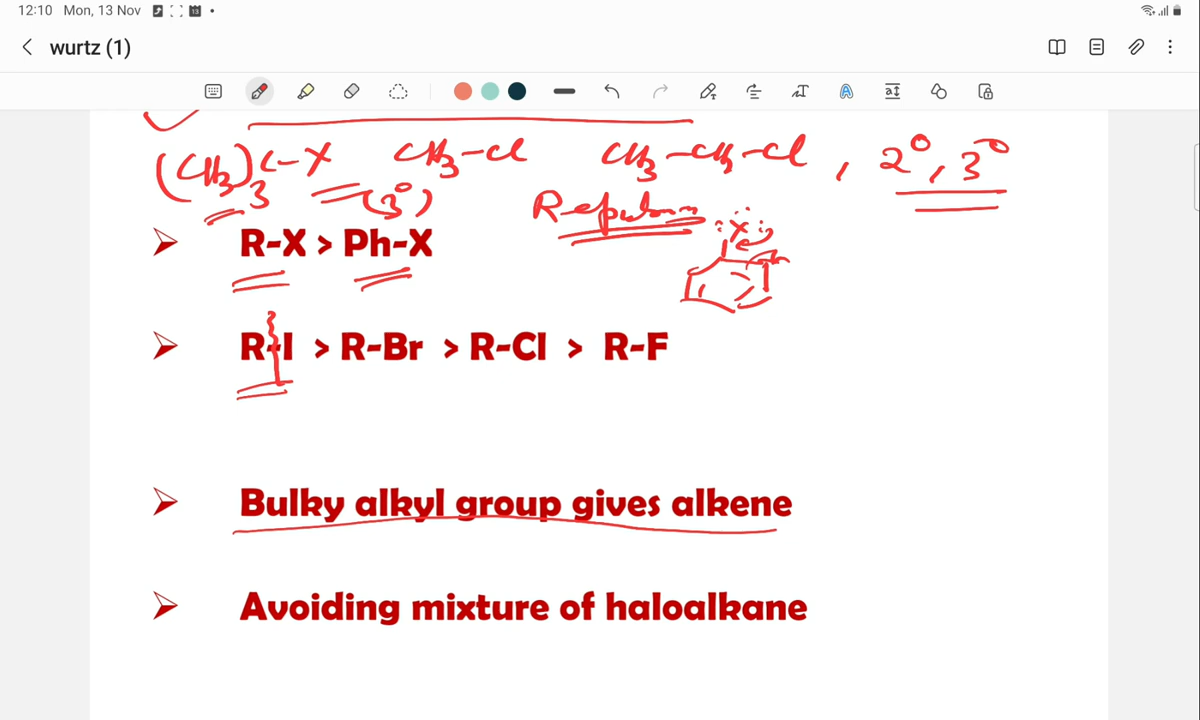 12:10 Mon, 13 Nov
wurtz (1)
(CH3)3C-X CH3-Cl CH3-CH2-Cl , 2°, 3°
(3°) Repulsion
:X:
➢ R-X > Ph-X
➢ R-I > R-Br > R-Cl > R-F
➢ Bulky alkyl group gives alkene
➢ Avoiding mixture of haloalkane